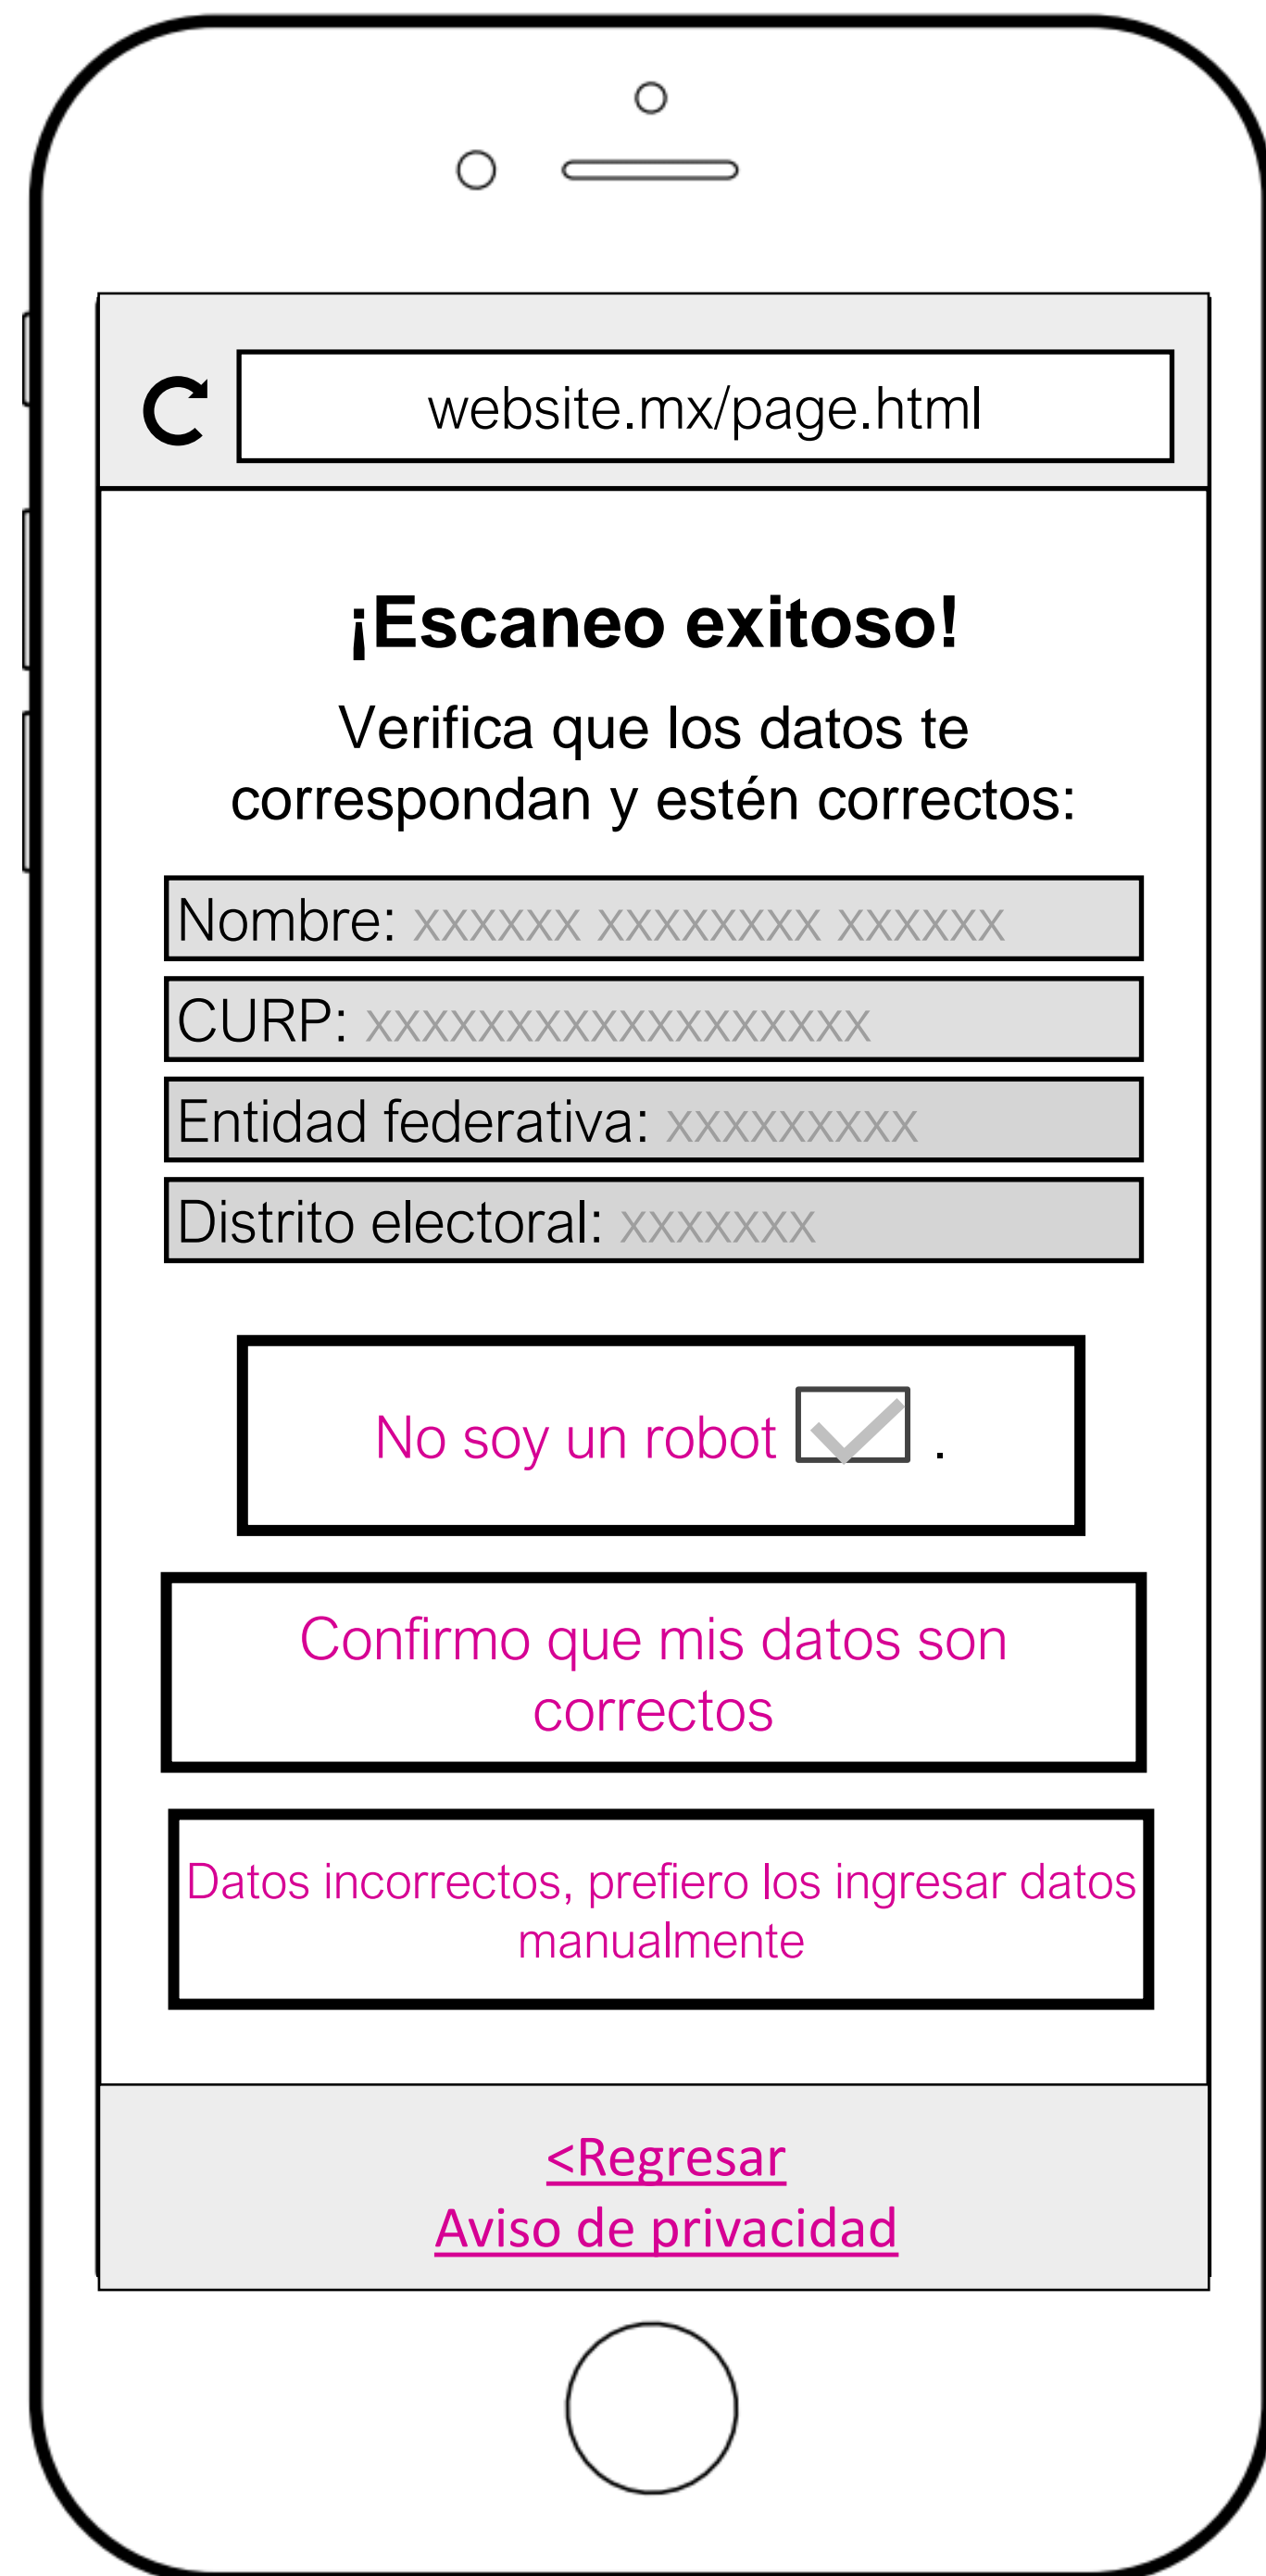 website.mx/page.html
¡Escaneo exitoso!
Verifica que los datos te
correspondan y estén correctos:
Nombre: xxxxxx xxxxxxxx xxxxxx
CURP: xxxxxxxxxxxxxxxxxx
Entidad federativa: xxxxxxxxx
Distrito electoral: xxxxxxx
No soy un robot .
Confirmo que mis datos son
correctos
Datos incorrectos, prefiero los ingresar datos
manualmente
<Regresar
Aviso de privacidad